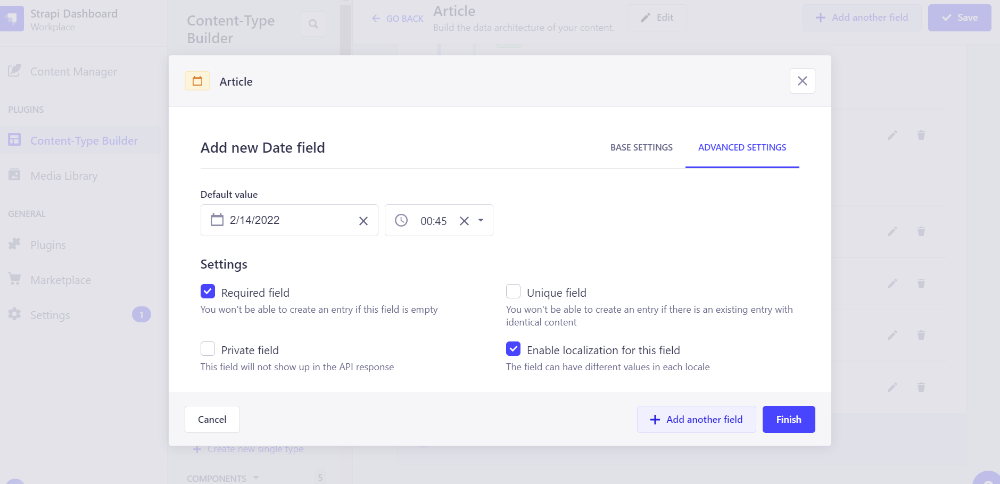 Strapi Dashboard
Workplace
Content Manager
PLUGINS
Content-Type Builder
Media Library
GENERAL
Plugins
Marketplace
Settings
1
Content-Type
Builder
Create new single type
COMPONENTS
5
GO BACK
Article
Build the data architecture of your content.
Edit
Add another field
Save
Article
Add new Date field
BASE SETTINGS
ADVANCED SETTINGS
Default value
2/14/2022
00:45
Settings
Required field
You won't be able to create an entry if this field is empty
Unique field
You won't be able to create an entry if there is an existing entry with
identical content
Private field
This field will not show up in the API response
Enable localization for this field
The field can have different values in each locale
Cancel
Add another field
Finish